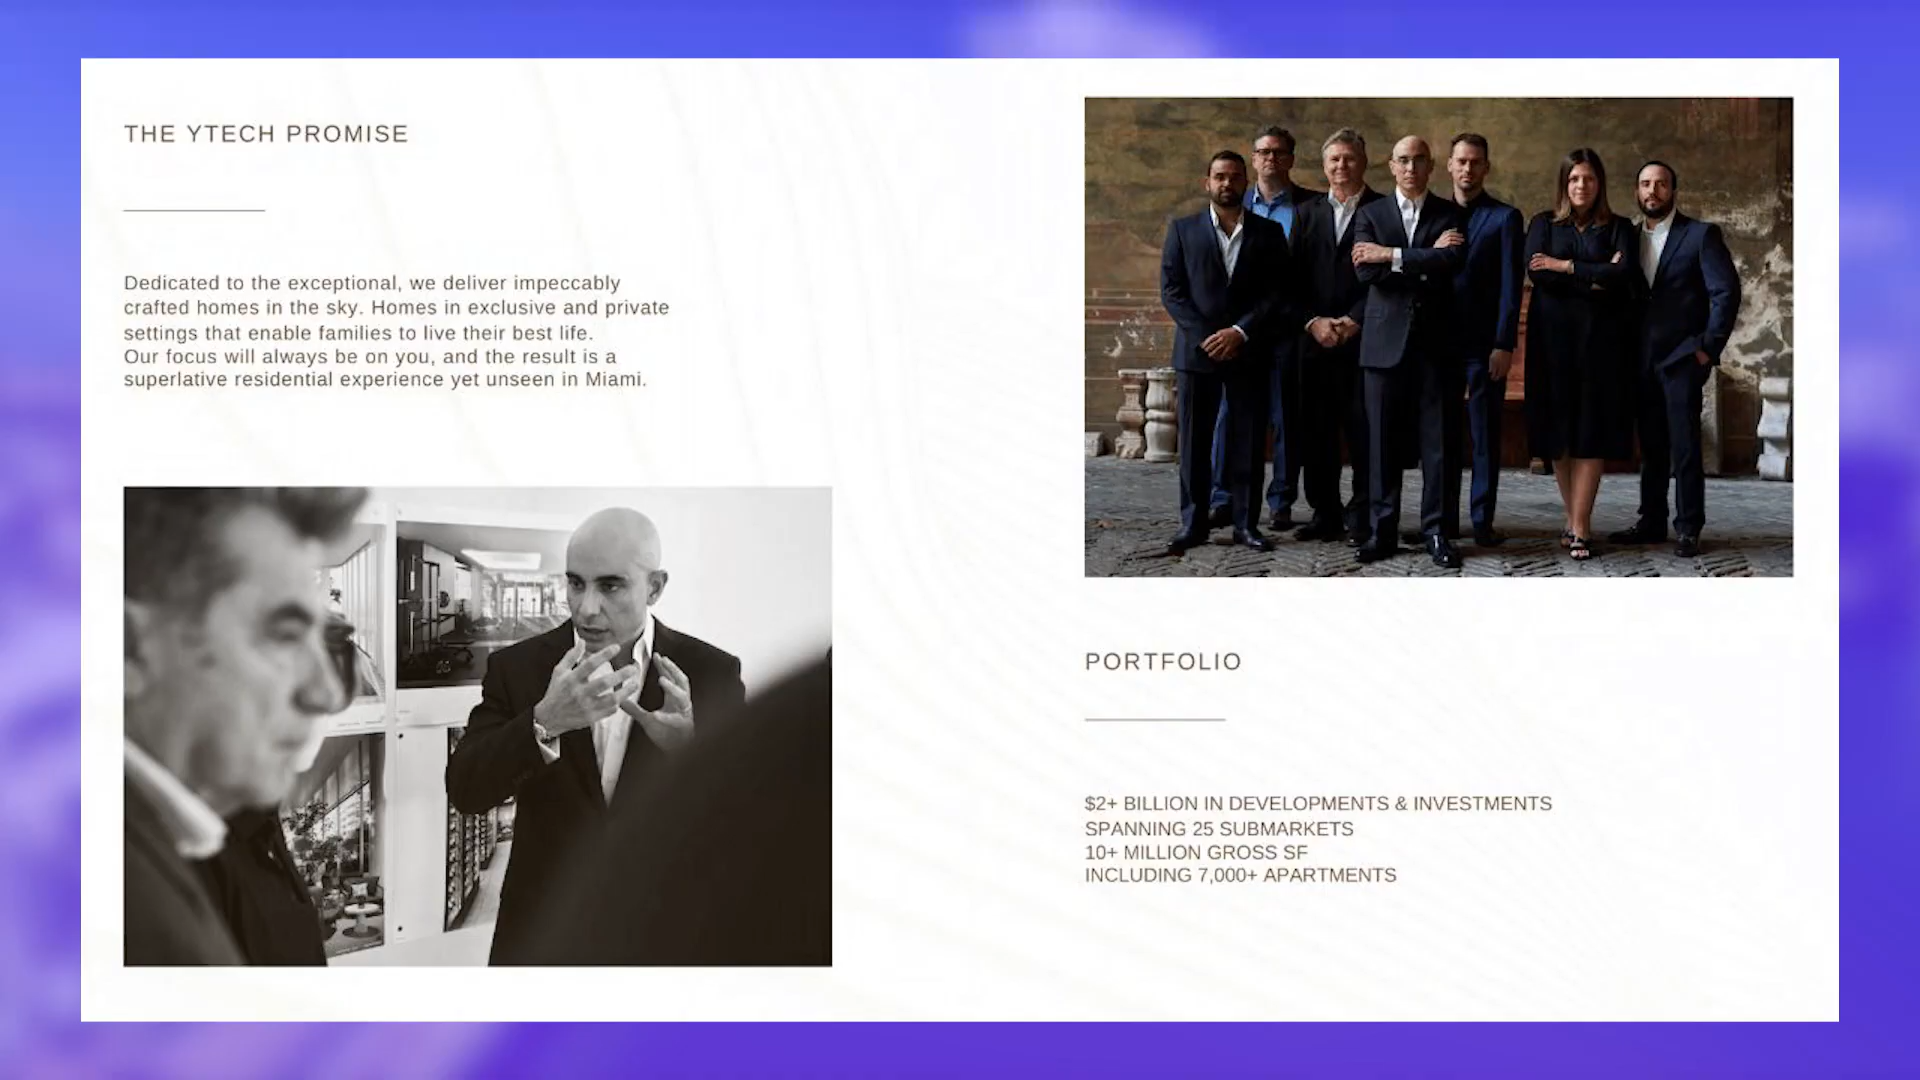 THE YTECH PROMISE
Dedicated to the exceptional, we deliver impeccably
crafted homes in the sky. Homes in exclusive and private
settings that enable families to live their best life.
Our focus will always be on you, and the result is a
superlative residential experience yet unseen in Miami.
PORTFOLIO
$2+ BILLION IN DEVELOPMENTS & INVESTMENTS
SPANNING 25 SUBMARKETS
10+ MILLION GROSS SF
INCLUDING 7,000+ APARTMENTS